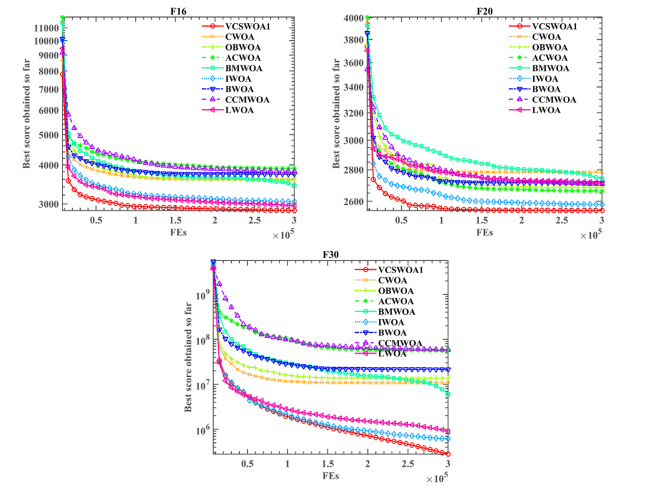 F16
11000
9000
8000
7000
6000
5000
4000
3000
Best score obtained so far
VCSWOA1
CWOA
OBWOA
ACWOA
BMWOA
IWOA
BWOA
CCMWOA
LWOA
0.5 1 1.5 2 2.5 3
FEs
×10^5
F20
4000
3800
3600
3400
3200
3000
2800
2600
Best score obtained so far
VCSWOA1
CWOA
OBWOA
ACWOA
BMWOA
IWOA
BWOA
CCMWOA
LWOA
0.5 1 1.5 2 2.5 3
FEs
×10^5
F30
10^9
10^8
10^7
10^6
Best score obtained so far
VCSWOA1
CWOA
OBWOA
ACWOA
BMWOA
IWOA
BWOA
CCMWOA
LWOA
0.5 1 1.5 2 2.5 3
FEs
×10^5